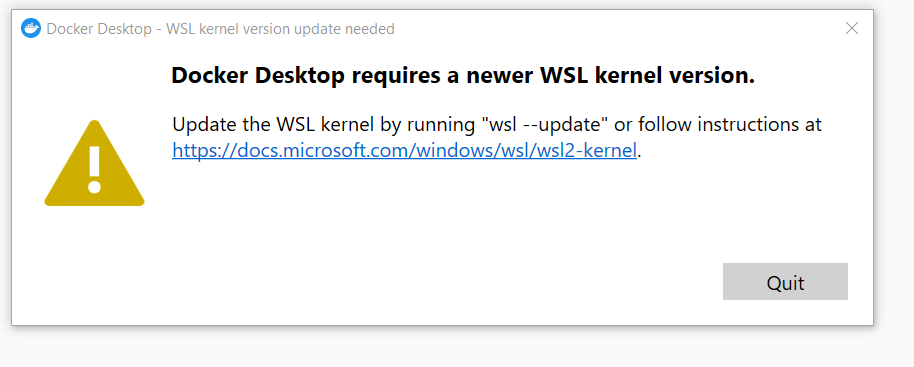 Docker Desktop - WSL kernel version update needed
Docker Desktop requires a newer WSL kernel version.
Update the WSL kernel by running "wsl --update" or follow instructions at
https://docs.microsoft.com/windows/wsl/wsl2-kernel.
Quit